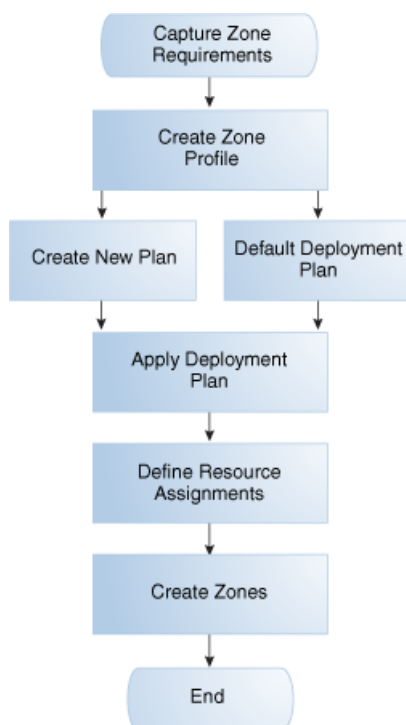 Capture Zone
Requirements
Create Zone
Profile
Create New Plan
Default Deployment
Plan
Apply Deployment
Plan
Define Resource
Assignments
Create Zones
End